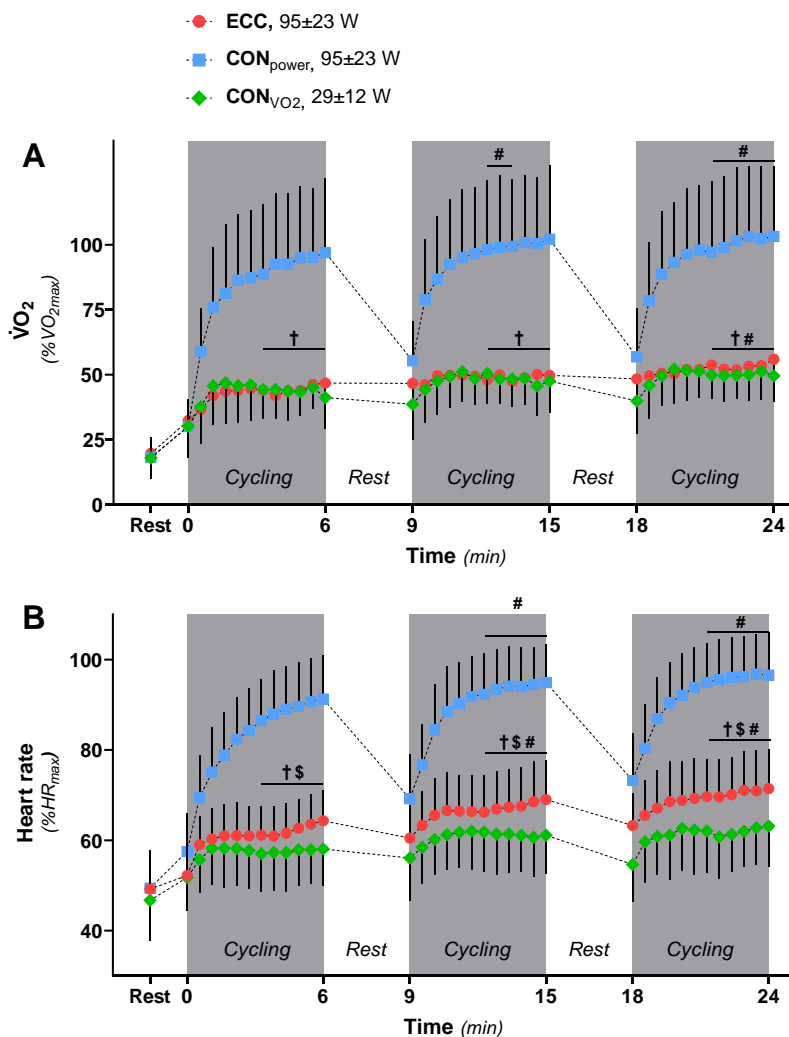 ECC, 95±23 W
CONpower, 95±23 W
CONVO2, 29±12 W
A
V̇O2
(%VO2max)
100
75
50
25
0
#
#
†
†
† #
Cycling
Rest
Cycling
Rest
Cycling
Rest
0
6
9
15
18
24
Time (min)
B
Heart rate
(%HRmax)
100
80
60
40
#
#
† $
† $ #
† $ #
Cycling
Rest
Cycling
Rest
Cycling
Rest
0
6
9
15
18
24
Time (min)